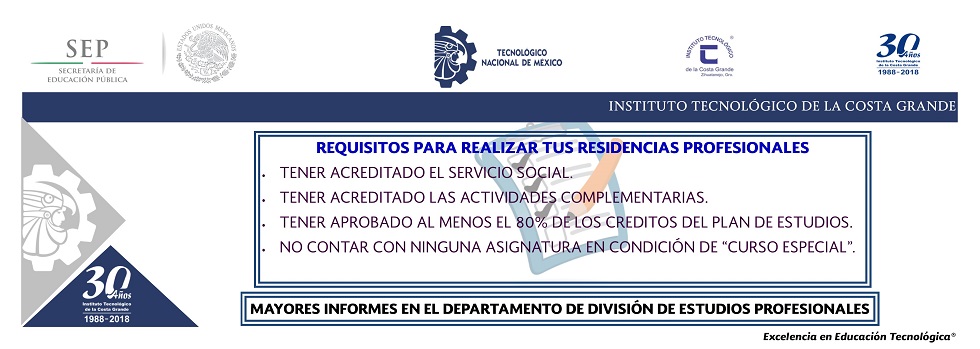 SEP
SECRETARÍA DE
EDUCACIÓN PÚBLICA
ESTADOS UNIDOS MEXICANOS
TECNOLÓGICO
NACIONAL DE MÉXICO
INSTITUTO TECNOLÓGICO
de la Costa Grande
Zihuatanejo, Gro.
30 Años
Instituto Tecnológico
de la Costa Grande
1988-2018
INSTITUTO TECNOLÓGICO DE LA COSTA GRANDE
REQUISITOS PARA REALIZAR TUS RESIDENCIAS PROFESIONALES
• TENER ACREDITADO EL SERVICIO SOCIAL.
• TENER ACREDITADO LAS ACTIVIDADES COMPLEMENTARIAS.
• TENER APROBADO AL MENOS EL 80% DE LOS CREDITOS DEL PLAN DE ESTUDIOS.
• NO CONTAR CON NINGUNA ASIGNATURA EN CONDICIÓN DE “CURSO ESPECIAL”.
30 Años
Instituto Tecnológico
de la Costa Grande
1988-2018
MAYORES INFORMES EN EL DEPARTAMENTO DE DIVISIÓN DE ESTUDIOS PROFESIONALES
Excelencia en Educación Tecnológica®